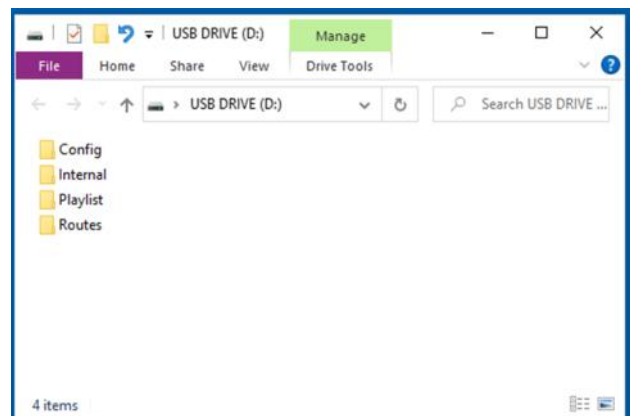 USB DRIVE (D:) Manage
File Home Share View Drive Tools
USB DRIVE (D:) Search USB DRIVE ...
Config
Internal
Playlist
Routes
4 items